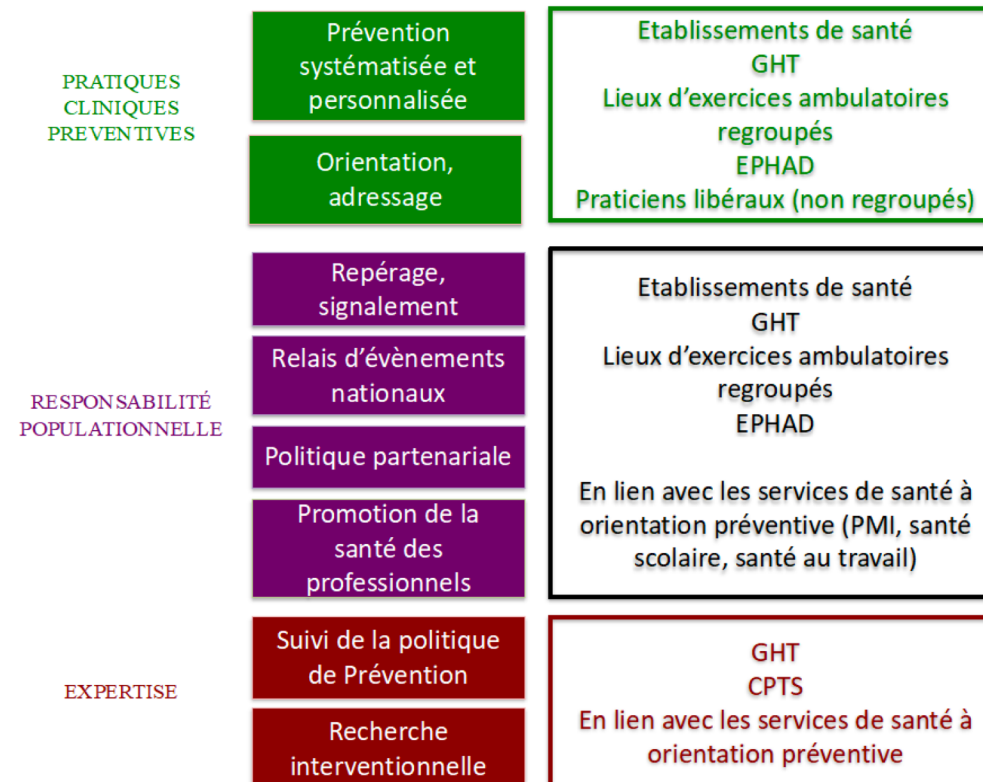 PRATIQUES
CLINIQUES
PREVENTIVES
Prévention
systématisée et
personnalisée
Orientation,
adressage
Etablissements de santé
GHT
Lieux d'exercices ambulatoires
regroupés
EPHAD
Praticiens libéraux (non regroupés)
RESPONSABILITÉ
POPULATIONNELLE
Repérage,
signalement
Relais d'évènements
nationaux
Politique partenariale
Promotion de la
santé des
professionnels
Etablissements de santé
GHT
Lieux d'exercices ambulatoires
regroupés
EPHAD
En lien avec les services de santé à
orientation préventive (PMI, santé
scolaire, santé au travail)
EXPERTISE
Suivi de la politique
de Prévention
Recherche
interventionnelle
GHT
CPTS
En lien avec les services de santé à
orientation préventive